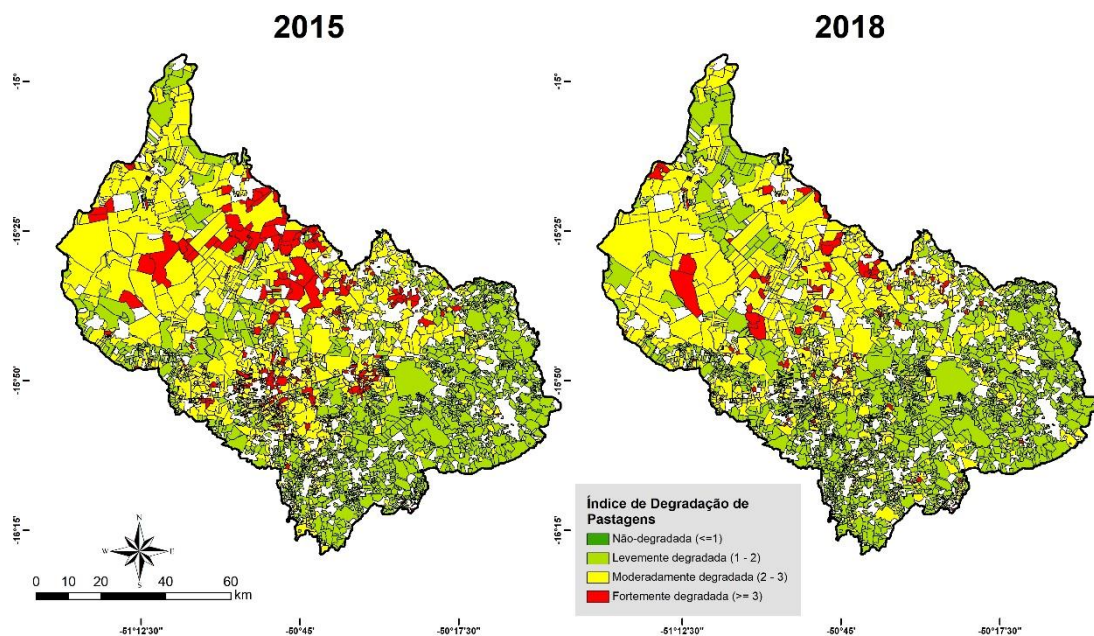 2015
2018
-15°
-15°25'
-15°50'
-16°15'
-15°
-15°25'
-15°50'
-16°15'
N
W
E
S
0 10 20 30 40 60
km
Índice de Degradação de
Pastagens
Não-degradada (<=1)
Levemente degradada (1 - 2)
Moderadamente degradada (2 - 3)
Fortemente degradada (>= 3)
-51°12'30"
-50°45'
-50°17'30"
-51°12'30"
-50°45'
-50°17'30"